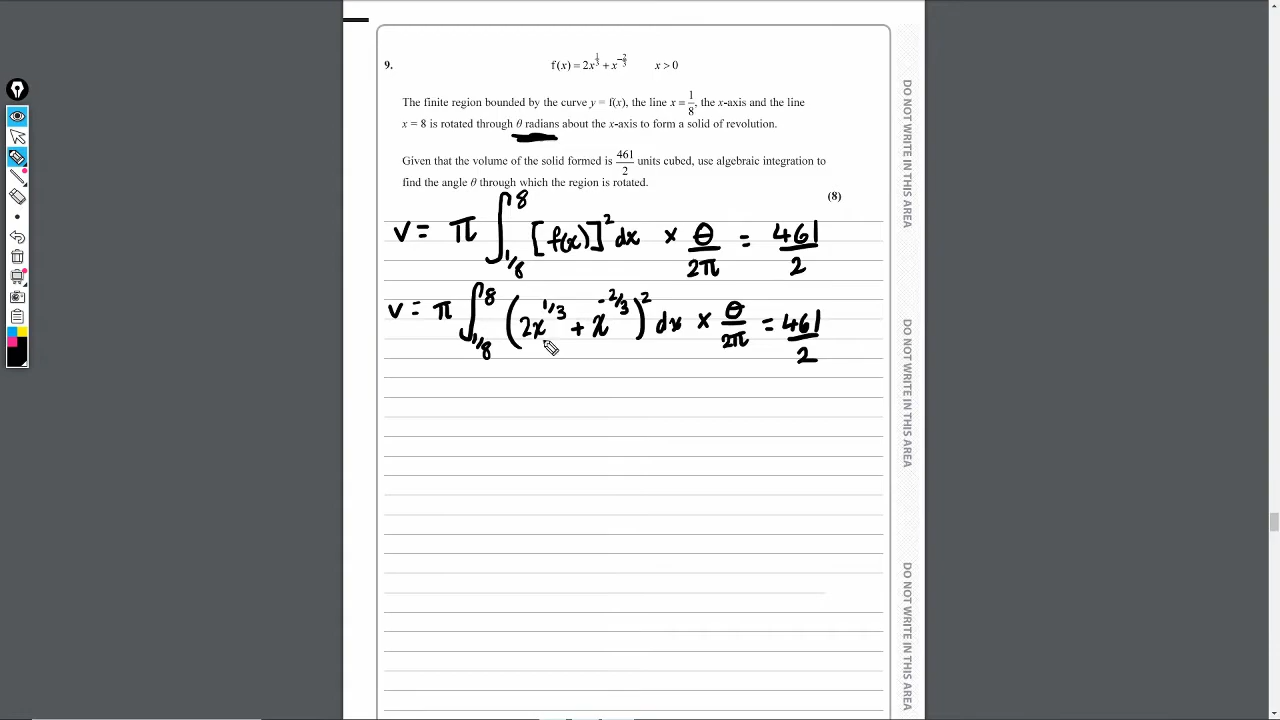 9.
f(x) = 2x^{1/3} + x^{-2/3} x > 0
The finite region bounded by the curve y = f(x), the line x = 1/8, the x-axis and the line
x = 8 is rotated through θ radians about the x-axis to form a solid of revolution.
Given that the volume of the solid formed is 461/2 units cubed, use algebraic integration to
find the angle θ through which the region is rotated.
(8)
V = π ∫_{1/8}^{8} [f(x)]^2 dx × θ/2π = 461/2
V = π ∫_{1/8}^{8} (2x^{1/3} + x^{-2/3})^2 dx × θ/2π = 461/2
DO NOT WRITE IN THIS AREA
DO NOT WRITE IN THIS AREA
DO NOT WRITE IN THIS AREA